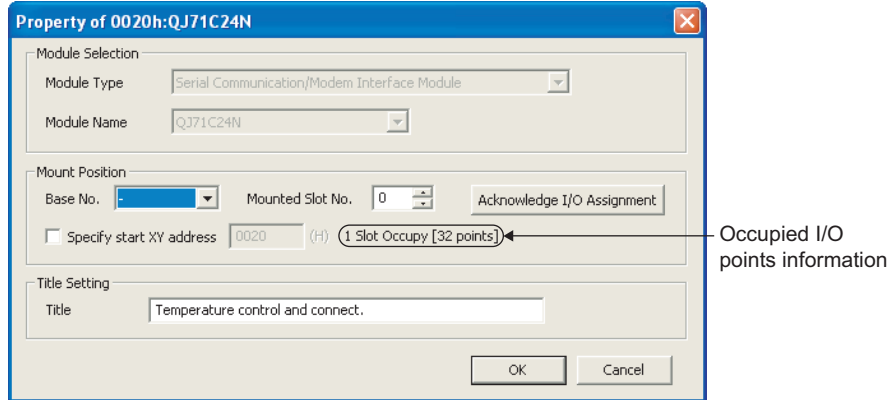 Property of 0020h:QJ71C24N
Module Selection
Module Type Serial Communication/Modem Interface Module
Module Name QJ71C24N
Mount Position
Base No. - Mounted Slot No. 0 Acknowledge I/O Assignment
Specify start XY address 0020 (H) 1 Slot Occupy [32 points]
Occupied I/O
points information
Title Setting
Title Temperature control and connect.
OK Cancel